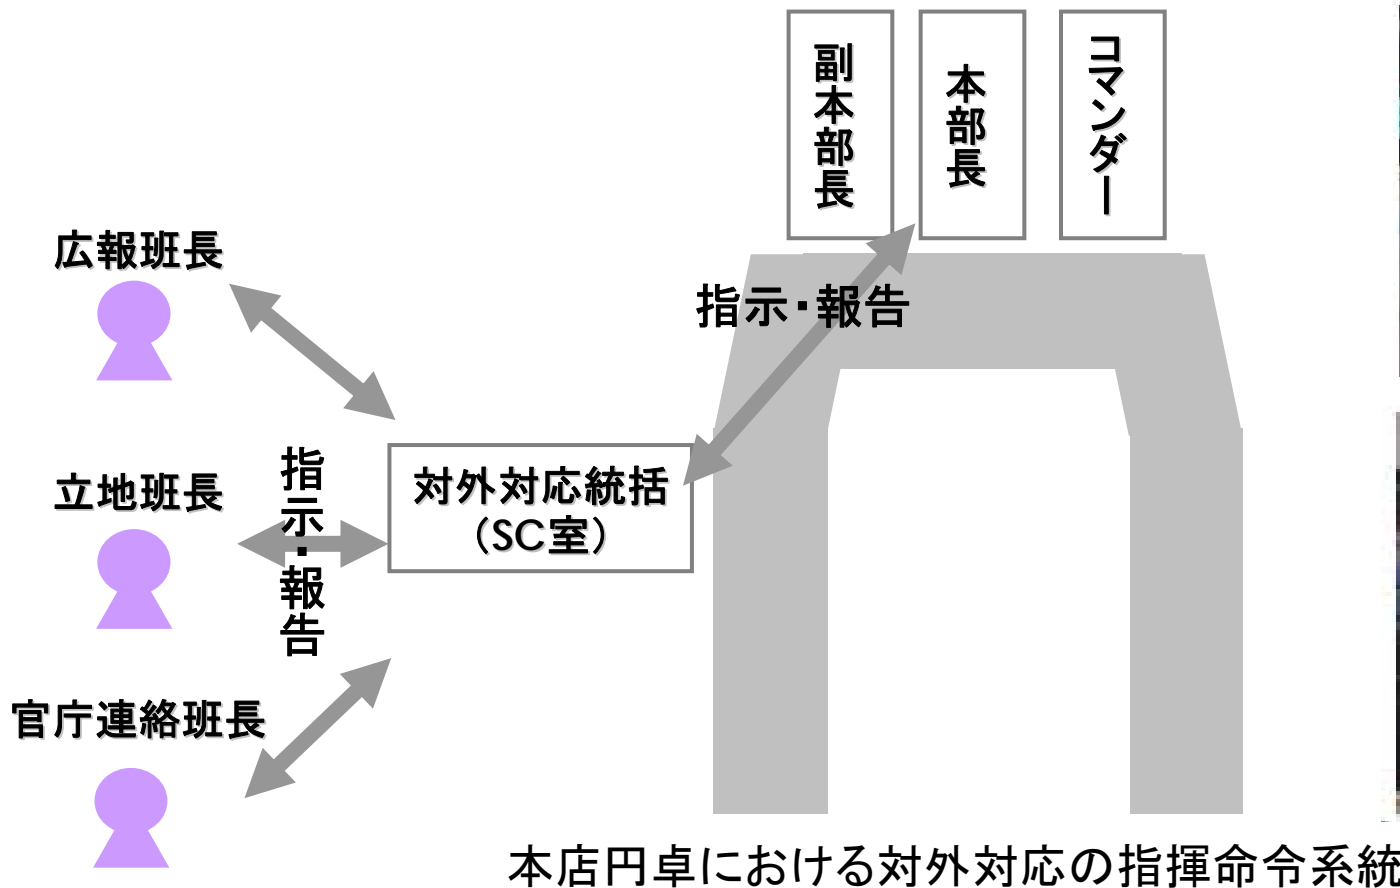 副本部長
本部長
コマンダー
広報班長
指示・報告
立地班長
指示・報告
対外対応統括
（SC室）
官庁連絡班長
本店円卓における対外対応の指揮命令系統